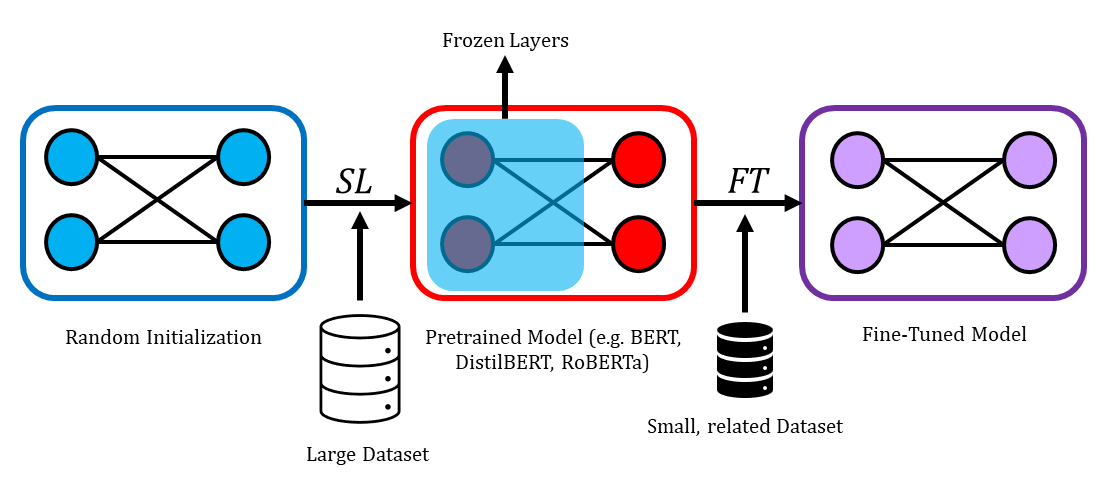 Frozen Layers
SL
FT
Random Initialization
Pretrained Model (e.g. BERT,
DistilBERT, RoBERTa)
Fine-Tuned Model
Large Dataset
Small, related Dataset